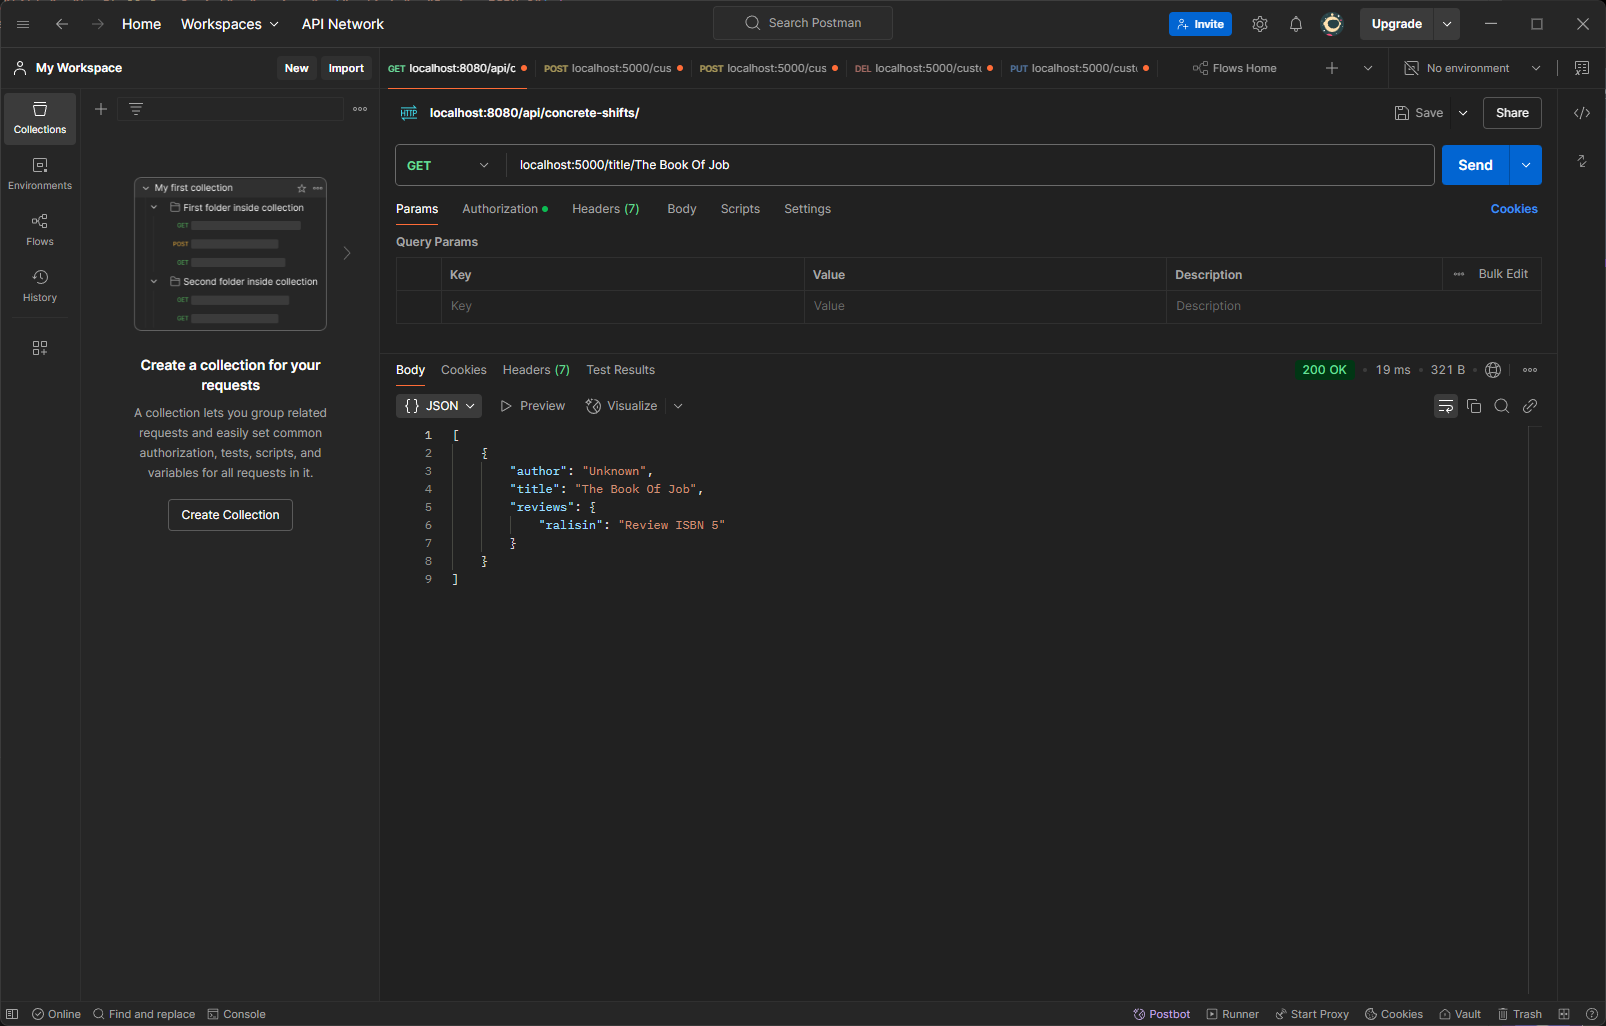 Home
Workspaces
API Network
Search Postman
Invite
Upgrade
My Workspace
New
Import
GET localhost:8080/api/c
POST localhost:5000/cus
POST localhost:5000/cus
DEL localhost:5000/cust
PUT localhost:5000/cust
Flows Home
No environment
Collections
Environments
Flows
History
My first collection
First folder inside collection
GET
POST
GET
Second folder inside collection
GET
GET
Create a collection for your
requests
A collection lets you group related
requests and easily set common
authorization, tests, scripts, and
variables for all requests in it.
Create Collection
HTTP localhost:8080/api/concrete-shifts/
Save
Share
GET
localhost:5000/title/The Book Of Job
Send
Params
Authorization
Headers (7)
Body
Scripts
Settings
Cookies
Query Params
Key
Value
Description
Bulk Edit
Key
Value
Description
Body
Cookies
Headers (7)
Test Results
200 OK
19 ms
321 B
{} JSON
Preview
Visualize
1 [
2 {
3 "author": "Unknown",
4 "title": "The Book Of Job",
5 "reviews": {
6 "ralisin": "Review ISBN 5"
7 }
8 }
9 ]
Online
Find and replace
Console
Postbot
Runner
Start Proxy
Cookies
Vault
Trash